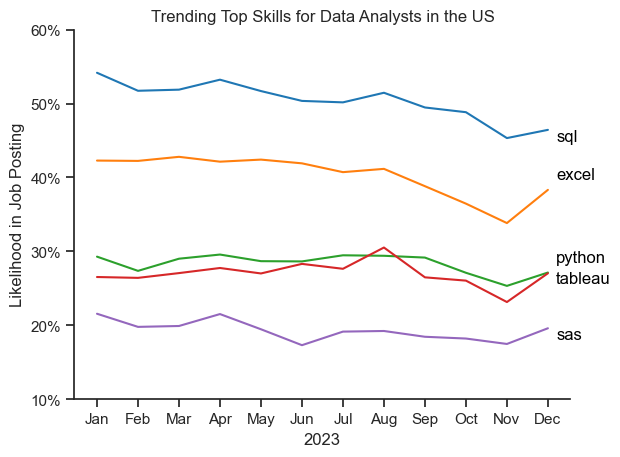 Trending Top Skills for Data Analysts in the US
60%
50%
40%
30%
20%
10%
Likelihood in Job Posting
sql
excel
python
tableau
sas
Jan Feb Mar Apr May Jun Jul Aug Sep Oct Nov Dec
2023